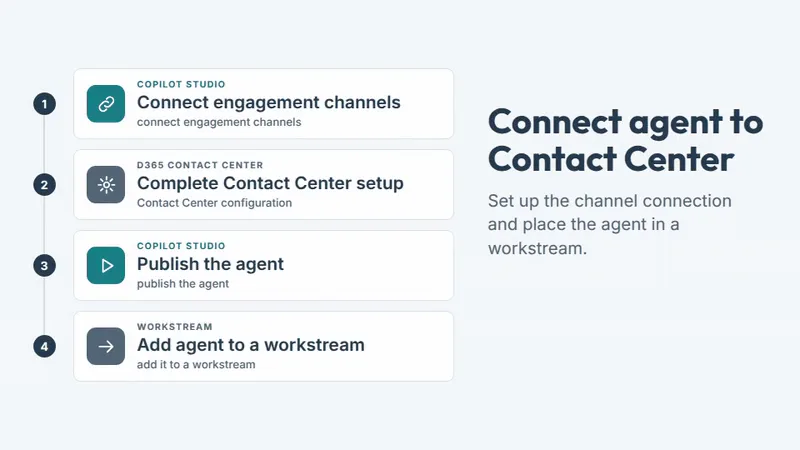 1
COPILOT STUDIO
Connect engagement channels
connect engagement channels
2
D365 CONTACT CENTER
Complete Contact Center setup
Contact Center configuration
3
COPILOT STUDIO
Publish the agent
publish the agent
4
WORKSTREAM
Add agent to a workstream
add it to a workstream
Connect agent to
Contact Center
Set up the channel connection
and place the agent in a
workstream.